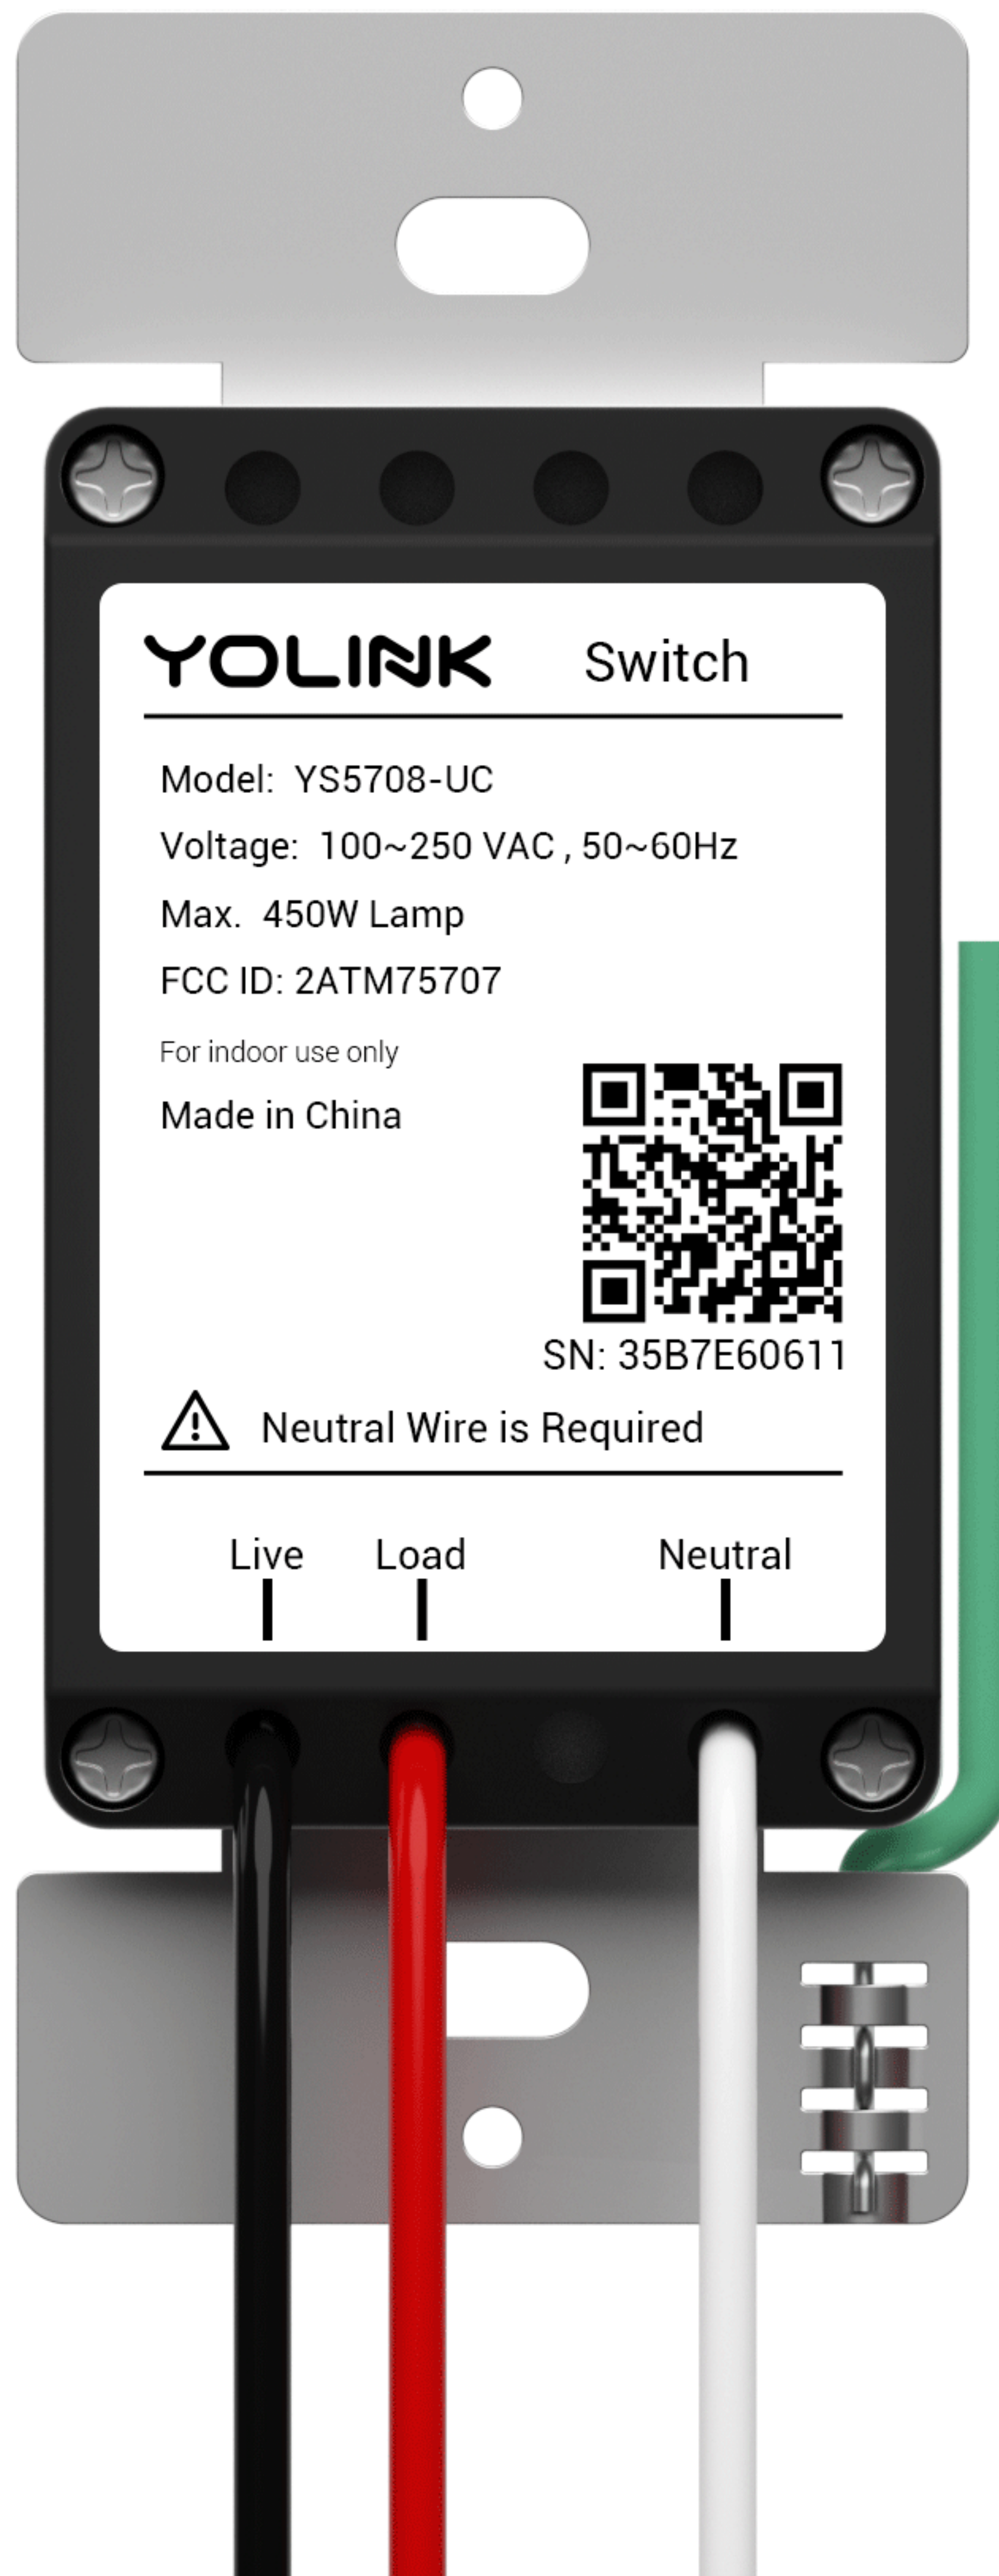 YOLINK Switch
Model: YS5708-UC
Voltage: 100~250 VAC , 50~60Hz
Max. 450W Lamp
FCC ID: 2ATM75707
For indoor use only
Made in China
SN: 35B7E60611
Neutral Wire is Required
Live Load Neutral